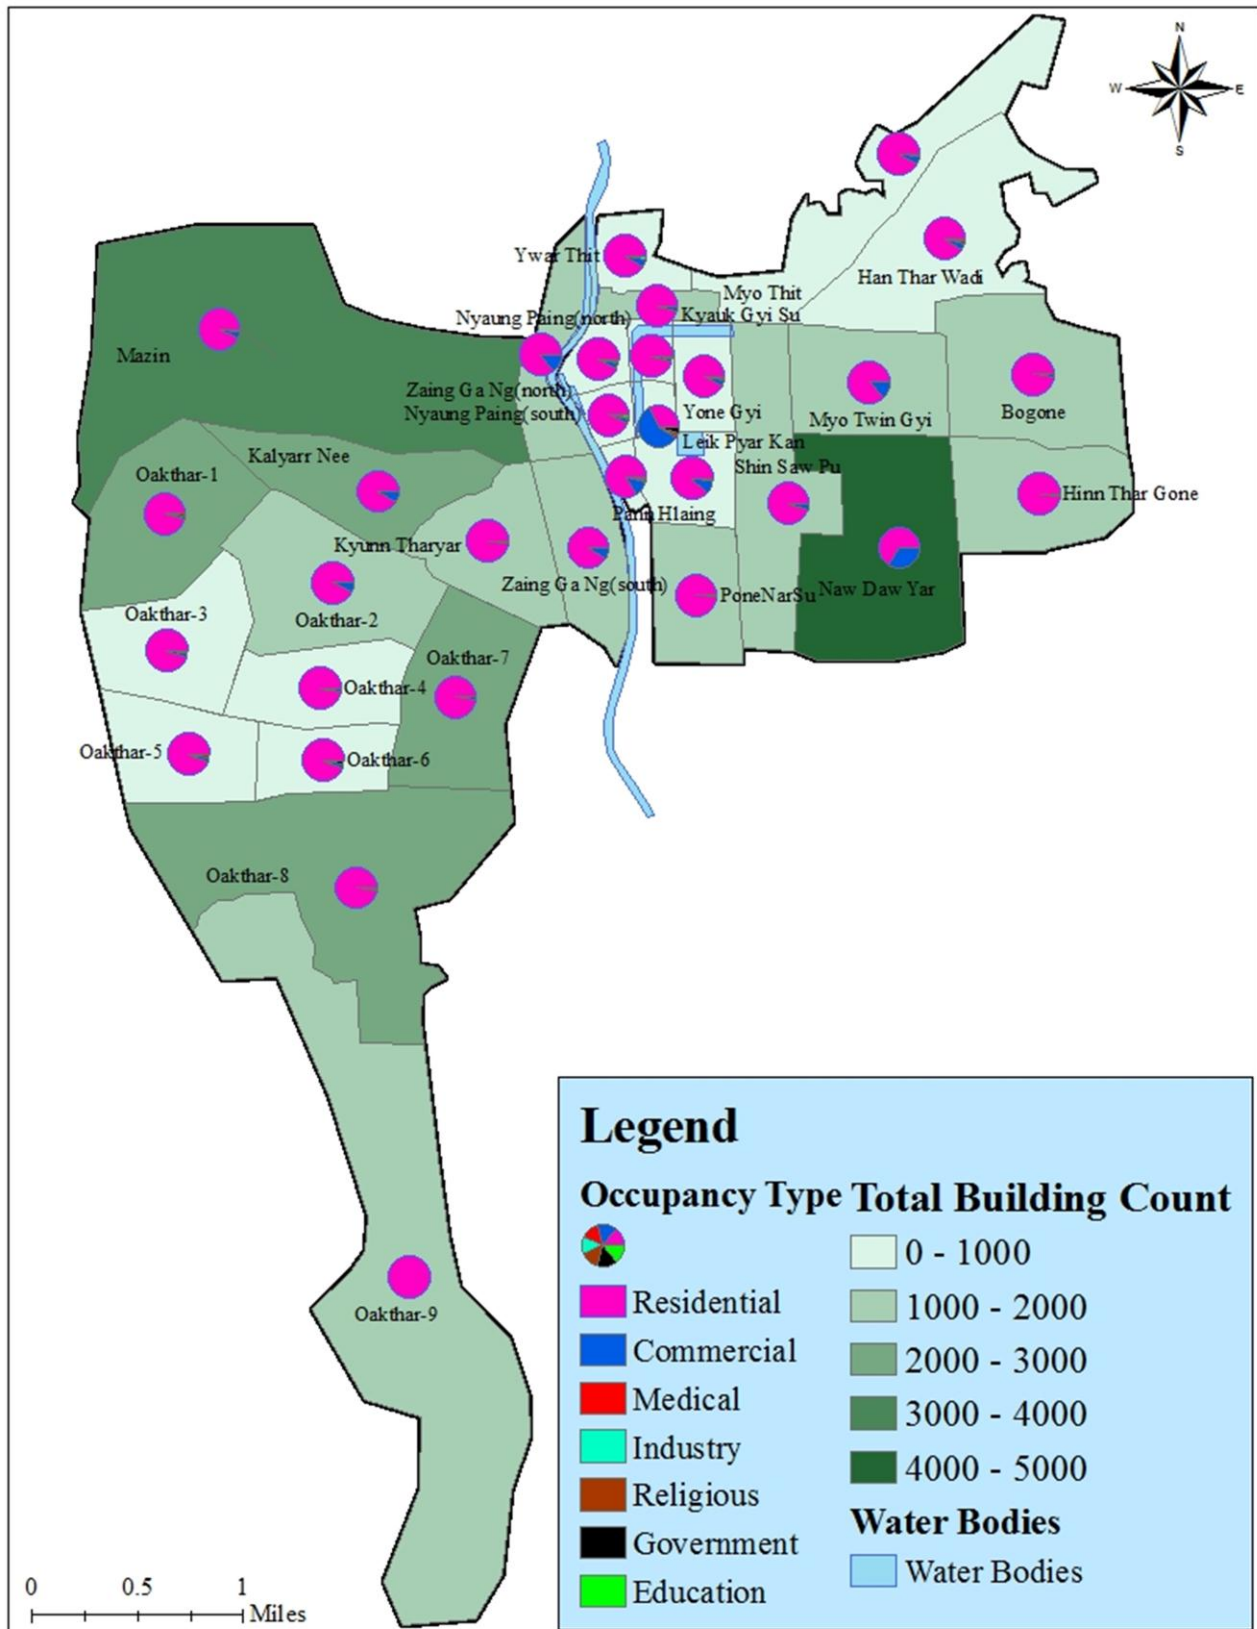 N
W E
S
Ywar Thit
Han Thar Wadi
Myo Thit
Nyaung Paing(north)
Kyauk Gyi Su
Mazin
Zaing Ga Ng(north)
Nyaung Paing(south)
Yone Gyi
Myo Twin Gyi
Bogone
Leik Pyar Kan
Kalyarr Nee
Oakthar-1
Shin Saw Pu
Hinn Thar Gone
Pann Hlaing
Kyunn Tharyar
Zaing Ga Ng(south)
Naw Daw Yar
PoneNarSu
Oakthar-3
Oakthar-2
Oakthar-7
Oakthar-4
Oakthar-5
Oakthar-6
Oakthar-8
Oakthar-9
Legend
Occupancy Type
Residential
Commercial
Medical
Industry
Religious
Government
Education
Total Building Count
0 - 1000
1000 - 2000
2000 - 3000
3000 - 4000
4000 - 5000
Water Bodies
Water Bodies
0 0.5 1
Miles